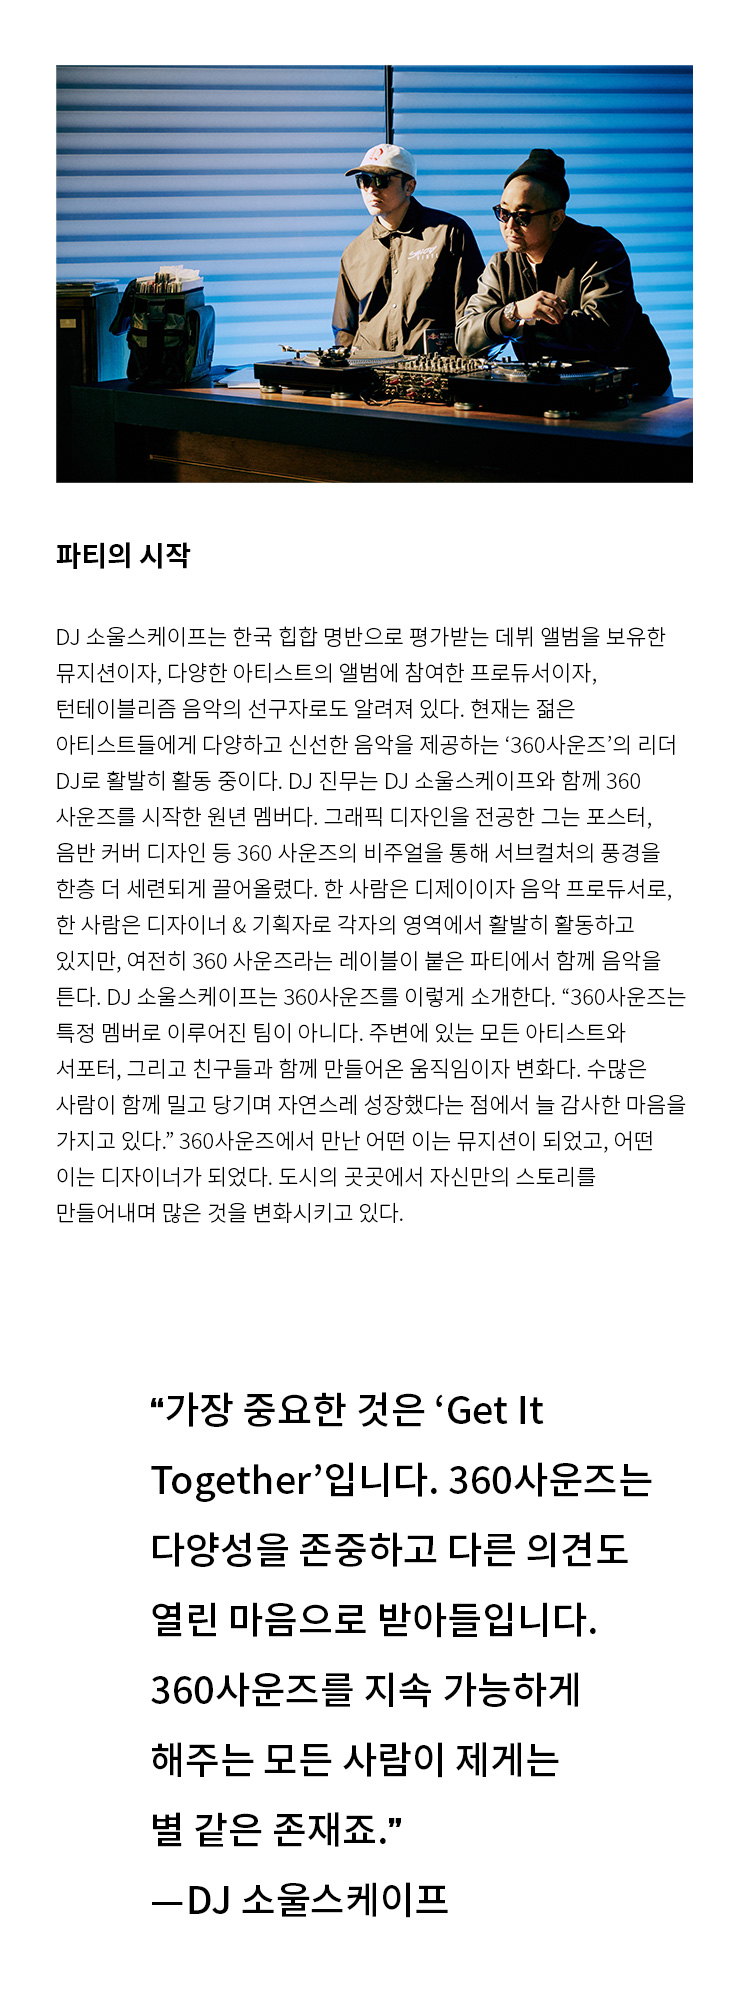 파티의 시작
DJ 소울스케이프는 한국 힙합 명반으로 평가받는 데뷔 앨범을 보유한
뮤지션이자, 다양한 아티스트의 앨범에 참여한 프로듀서이자,
턴테이블리즘 음악의 선구자로도 알려져 있다. 현재는 젊은
아티스트들에게 다양하고 신선한 음악을 제공하는 ‘360사운즈’의 리더
DJ로 활발히 활동 중이다. DJ 진무는 DJ 소울스케이프와 함께 360
사운즈를 시작한 원년 멤버다. 그래픽 디자인을 전공한 그는 포스터,
음반 커버 디자인 등 360 사운즈의 비주얼을 통해 서브컬처의 풍경을
한층 더 세련되게 끌어올렸다. 한 사람은 디제이이자 음악 프로듀서로,
한 사람은 디자이너 & 기획자로 각자의 영역에서 활발히 활동하고
있지만, 여전히 360 사운즈라는 레이블이 붙은 파티에서 함께 음악을
튼다. DJ 소울스케이프는 360사운즈를 이렇게 소개한다. “360사운즈는
특정 멤버로 이루어진 팀이 아니다. 주변에 있는 모든 아티스트와
서포터, 그리고 친구들과 함께 만들어온 움직임이자 변화다. 수많은
사람이 함께 밀고 당기며 자연스레 성장했다는 점에서 늘 감사한 마음을
가지고 있다.” 360사운즈에서 만난 어떤 이는 뮤지션이 되었고, 어떤
이는 디자이너가 되었다. 도시의 곳곳에서 자신만의 스토리를
만들어내며 많은 것을 변화시키고 있다.
“가장 중요한 것은 ‘Get It
Together’입니다. 360사운즈는
다양성을 존중하고 다른 의견도
열린 마음으로 받아들입니다.
360사운즈를 지속 가능하게
해주는 모든 사람이 제게는
별 같은 존재죠.”
—DJ 소울스케이프